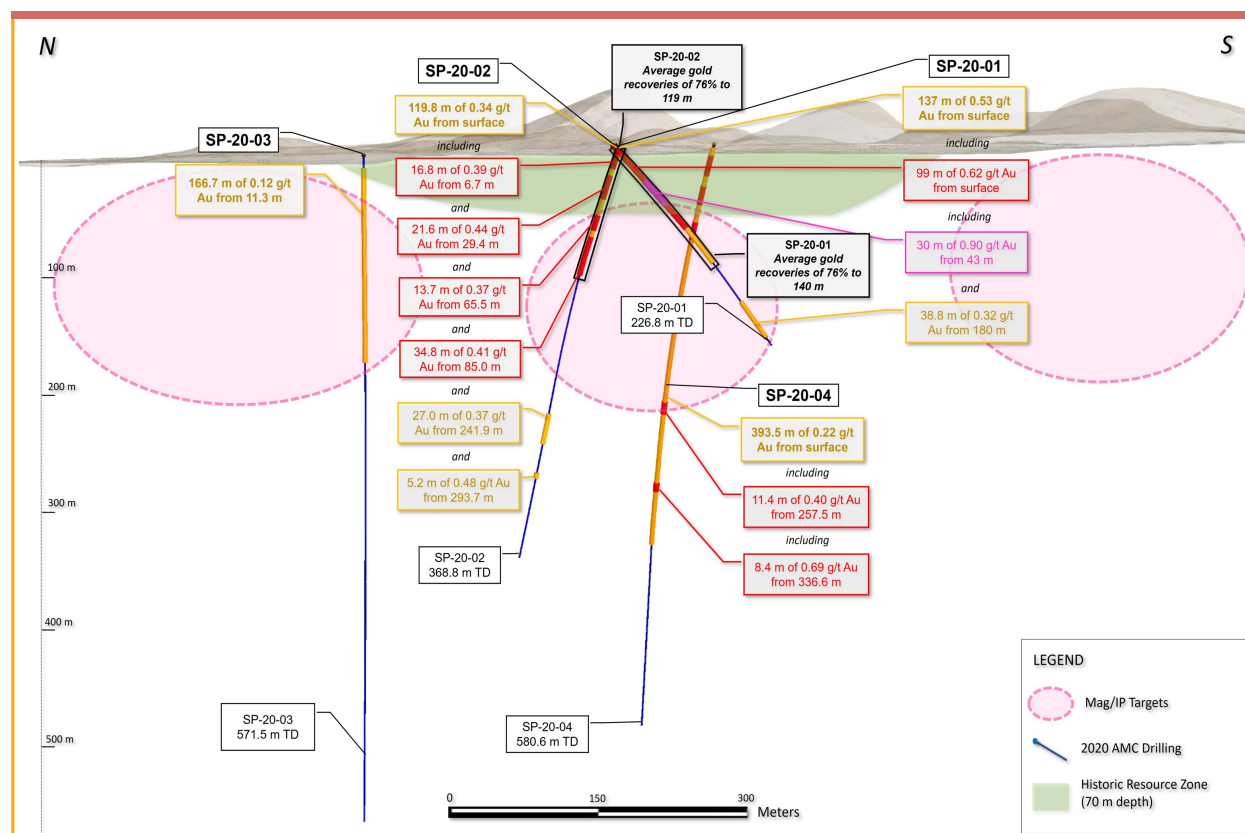 N
S
SP-20-02
Average gold
recoveries of 76% to
119 m
SP-20-02
SP-20-01
SP-20-03
119.8 m of 0.34 g/t
Au from surface
including
16.8 m of 0.39 g/t
Au from 6.7 m
and
21.6 m of 0.44 g/t
Au from 29.4 m
and
13.7 m of 0.37 g/t
Au from 65.5 m
and
34.8 m of 0.41 g/t
Au from 85.0 m
and
27.0 m of 0.37 g/t
Au from 241.9 m
and
5.2 m of 0.48 g/t Au
from 293.7 m
166.7 m of 0.12 g/t
Au from 11.3 m
137 m of 0.53 g/t
Au from surface
including
99 m of 0.62 g/t Au
from surface
including
30 m of 0.90 g/t Au
from 43 m
and
38.8 m of 0.32 g/t
Au from 180 m
SP-20-01
Average gold
recoveries of 76% to
140 m
SP-20-01
226.8 m TD
SP-20-04
393.5 m of 0.22 g/t
Au from surface
including
11.4 m of 0.40 g/t Au
from 257.5 m
including
8.4 m of 0.69 g/t Au
from 336.6 m
100 m
200 m
300 m
400 m
500 m
SP-20-02
368.8 m TD
SP-20-03
571.5 m TD
SP-20-04
580.6 m TD
0
150
300
Meters
LEGEND
Mag/IP Targets
2020 AMC Drilling
Historic Resource Zone
(70 m depth)